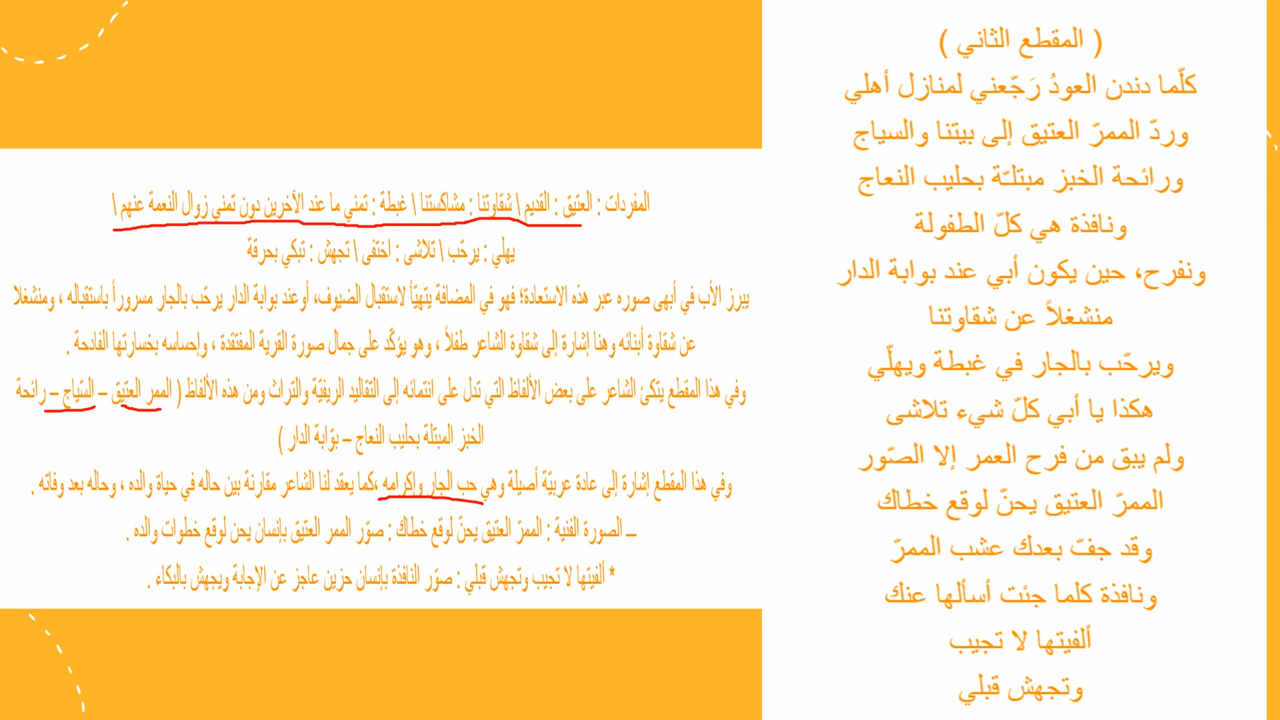 ( المقطع الثاني )
كلّما دندن العودُ رَجّعني لمنازل أهلي
وردّ الممرّ العتيق إلى بيتنا والسياج
ورائحة الخبز مبتلّة بحليب النعاج
ونافذة هي كلّ الطفولة
ونفرح، حين يكون أبي عند بوابة الدار
منشغلاً عن شقاوتنا
ويرحّب بالجار في غبطة ويهلّي
هكذا يا أبي كلّ شيء تلاشى
ولم يبق من فرح العمر إلا الصّور
الممرّ العتيق يحنّ لوقع خطاك
وقد جفّ بعدك عشب الممرّ
ونافذة كلما جئت أسألها عنك
ألفيتها لا تجيب
وتجهش قبلي
المفردات : العتيق : القديم \ شقاوتنا : مشاكستنا \ غبطة : تمني ما عند الآخرين دون تمني زوال النعمة عنهم \
يهلي : يرحّب \ تلاشى : اختفى \ تجهش : تبكي بحرقة
يبرز الأب في أبهى صوره عبر هذه الاستعادة؛ فهو في المضافة يتهيّأ لاستقبال الضيوف، أوعند بوابة الدار يرحّب بالجار مسروراً باستقباله ، ومنشغلا
عن شقاوة أبنائه وهنا إشارة إلى شقاوة الشاعر طفلاً ، وهو يؤكّد على جمال صورة القرية المفتقدة ، وإحساسه بخسارتها الفادحة .
وفي هذا المقطع يتكئ الشاعر على بعض الألفاظ التي تدل على انتمائه إلى التقاليد الريفيّة والتراث ومن هذه الألفاظ ( الممر العتيق – السّياج – رائحة
الخبز المبتلة بحليب النعاج – بوّابة الدار )
وفي هذا المقطع إشارة إلى عادة عربيّة أصيلة وهي حب الجار وإكرامه ،كما يعقد لنا الشاعر مقارنة بين حاله في حياة والده ، وحاله بعد وفاته .
– الصورة الفنية : الممرّ العتيق يحنّ لوقع خطاك : صوّر الممر العتيق بإنسان يحن لوقع خطوات والده .
* ألفيتها لا تجيب وتجهش قبلي : صوّر النافذة بإنسان حزين عاجز عن الإجابة ويجهش بالبكاء .